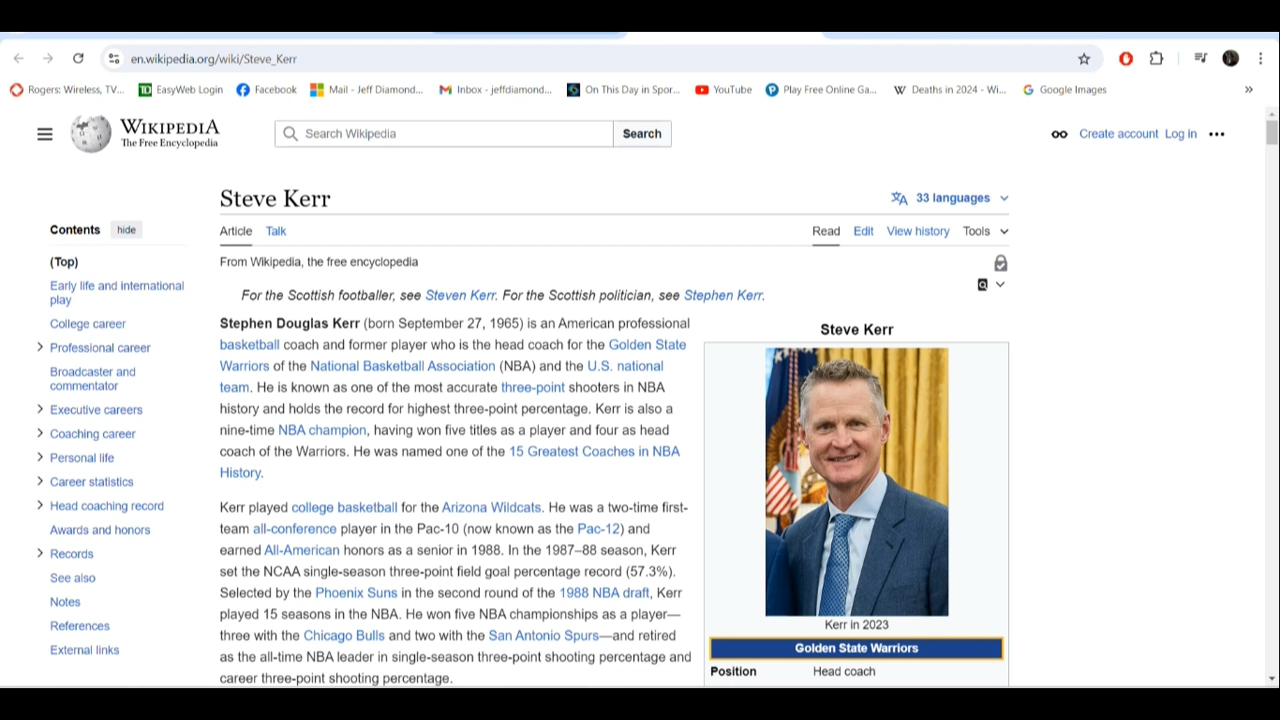 en.wikipedia.org/wiki/Steve_Kerr
Rogers: Wireless, TV... EasyWeb Login Facebook Mail - Jeff Diamond... Inbox - jeffdiamond... On This Day in Spor... YouTube Play Free Online Ga... Deaths in 2024 - Wi... Google Images »
WIKIPEDIA
The Free Encyclopedia
Search Wikipedia
Search
Create account Log in
Steve Kerr
33 languages
Article Talk
Read Edit View history Tools
From Wikipedia, the free encyclopedia
For the Scottish footballer, see Steven Kerr. For the Scottish politician, see Stephen Kerr.
Contents hide
(Top)
Early life and international
play
College career
Professional career
Broadcaster and
commentator
Executive careers
Coaching career
Personal life
Career statistics
Head coaching record
Awards and honors
Records
See also
Notes
References
External links
Stephen Douglas Kerr (born September 27, 1965) is an American professional
basketball coach and former player who is the head coach for the Golden State
Warriors of the National Basketball Association (NBA) and the U.S. national
team. He is known as one of the most accurate three-point shooters in NBA
history and holds the record for highest three-point percentage. Kerr is also a
nine-time NBA champion, having won five titles as a player and four as head
coach of the Warriors. He was named one of the 15 Greatest Coaches in NBA
History.
Kerr played college basketball for the Arizona Wildcats. He was a two-time first-
team all-conference player in the Pac-10 (now known as the Pac-12) and
earned All-American honors as a senior in 1988. In the 1987–88 season, Kerr
set the NCAA single-season three-point field goal percentage record (57.3%).
Selected by the Phoenix Suns in the second round of the 1988 NBA draft, Kerr
played 15 seasons in the NBA. He won five NBA championships as a player—
three with the Chicago Bulls and two with the San Antonio Spurs—and retired
as the all-time NBA leader in single-season three-point shooting percentage and
career three-point shooting percentage.
Steve Kerr
Kerr in 2023
Golden State Warriors
Position Head coach